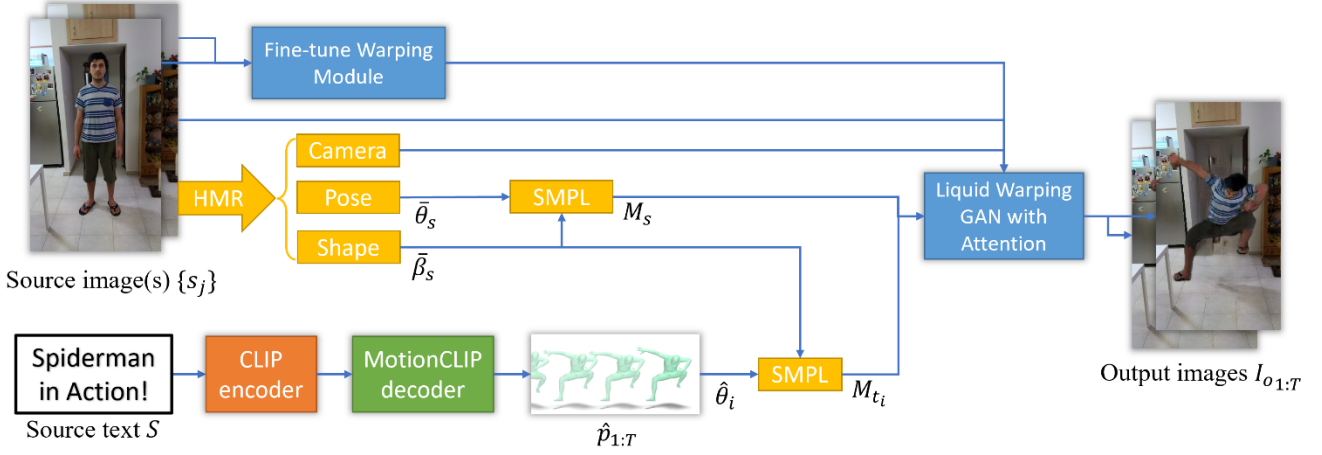 Fine-tune Warping
Module
Camera
HMR
Pose
θ̄_s
SMPL
M_s
Shape
β̄_s
Liquid Warping
GAN with
Attention
Source image(s) {s_j}
Spiderman
in Action!
CLIP
encoder
MotionCLIP
decoder
θ̂_i
SMPL
M_{t_i}
Output images I_{o_{1:T}}
Source text S
p̂_{1:T}